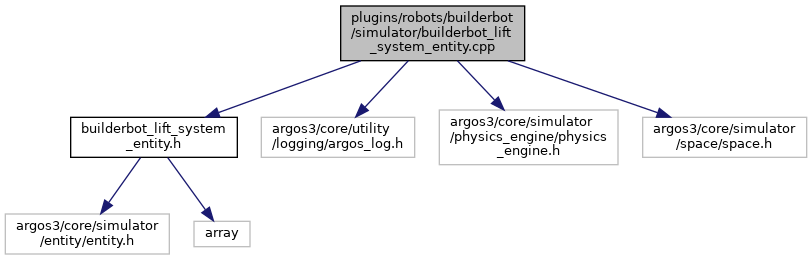 plugins/robots/builderbot
/simulator/builderbot_lift
_system_entity.cpp
builderbot_lift_system
_entity.h
argos3/core/utility
/logging/argos_log.h
argos3/core/simulator
/physics_engine/physics
_engine.h
argos3/core/simulator
/space/space.h
argos3/core/simulator
/entity/entity.h
array